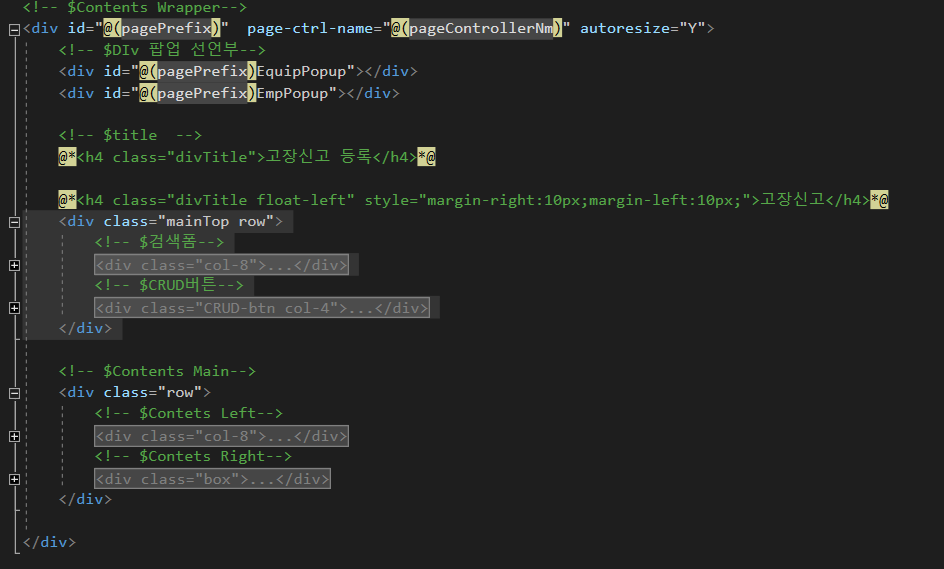 <!-- $Contents Wrapper-->
<div id="@(pagePrefix)"  page-ctrl-name="@(pageControllerNm)" autoresize="Y">
<!-- $DIv 팝업 선언부-->
<div id="@(pagePrefix)EquipPopup"></div>
<div id="@(pagePrefix)EmpPopup"></div>
<!-- $title  -->
@*<h4 class="divTitle">고장신고 등록</h4>*@
@*<h4 class="divTitle float-left" style="margin-right:10px;margin-left:10px;">고장신고</h4>*@
<div class="mainTop row">
<!-- $검색폼-->
<div class="col-8">...</div>
<!-- $CRUD버튼-->
<div class="CRUD-btn col-4">...</div>
</div>
<!-- $Contents Main-->
<div class="row">
<!-- $Contets Left-->
<div class="col-8">...</div>
<!-- $Contets Right-->
<div class="box">...</div>
</div>
</div>